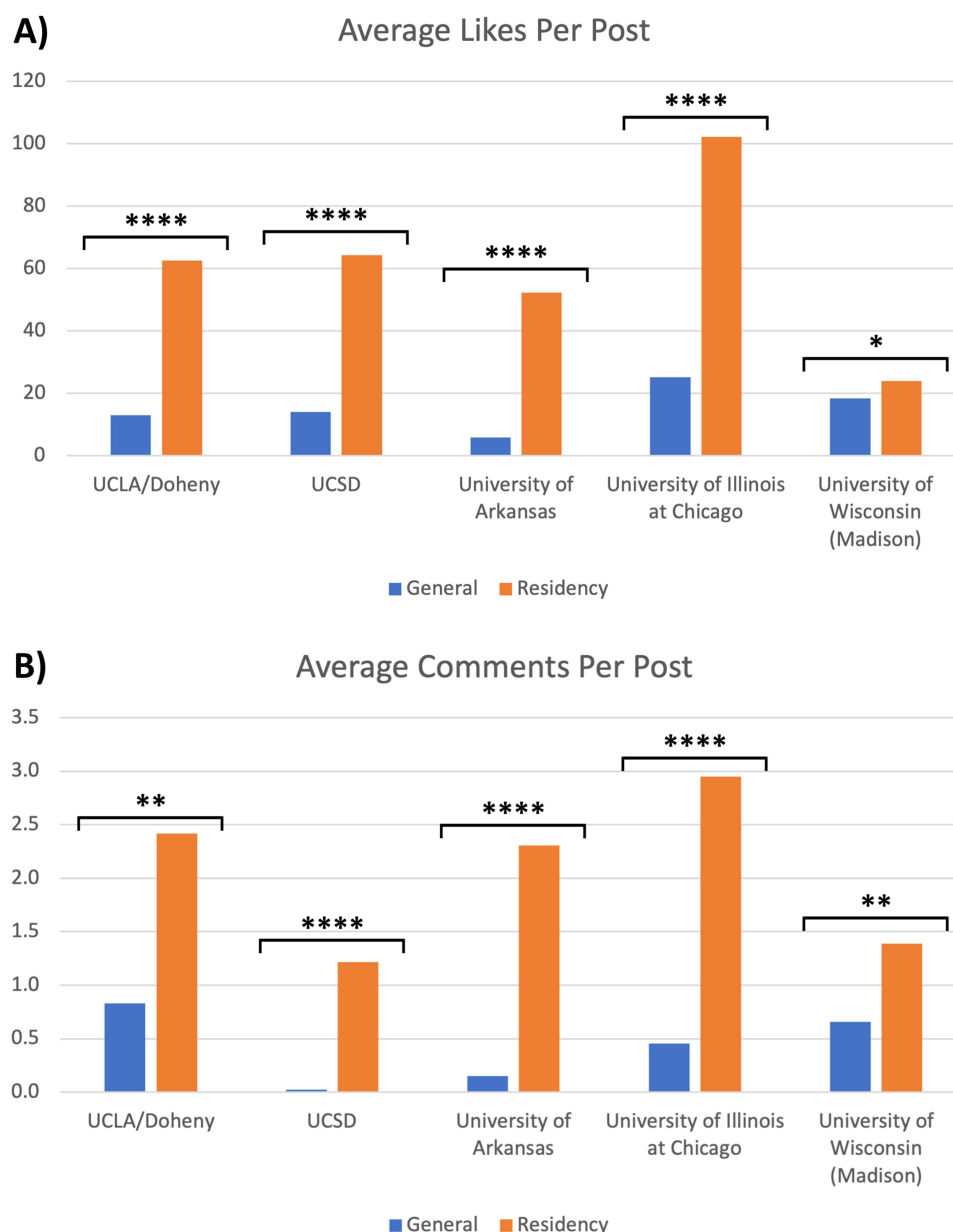 A)
Average Likes Per Post
120
100
80
60
40
20
0
****
****
****
****
*
UCLA/Doheny
UCSD
University of
Arkansas
University of Illinois
at Chicago
University of
Wisconsin
(Madison)
General
Residency
B)
Average Comments Per Post
3.5
3.0
2.5
2.0
1.5
1.0
0.5
0.0
**
****
****
****
**
UCLA/Doheny
UCSD
University of
Arkansas
University of Illinois
at Chicago
University of
Wisconsin
(Madison)
General
Residency